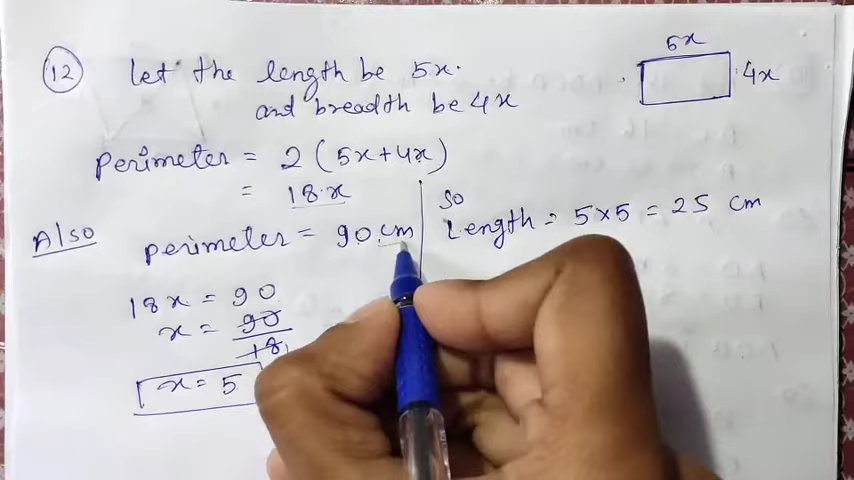 12 Let the length be 5x.
and breadth be 4x
5x
4x
Perimeter = 2 (5x+4x)
= 18x
Also
perimeter = 90 cm
18x = 90
x = 90
18
x = 5
So
Length = 5×5 = 25 cm